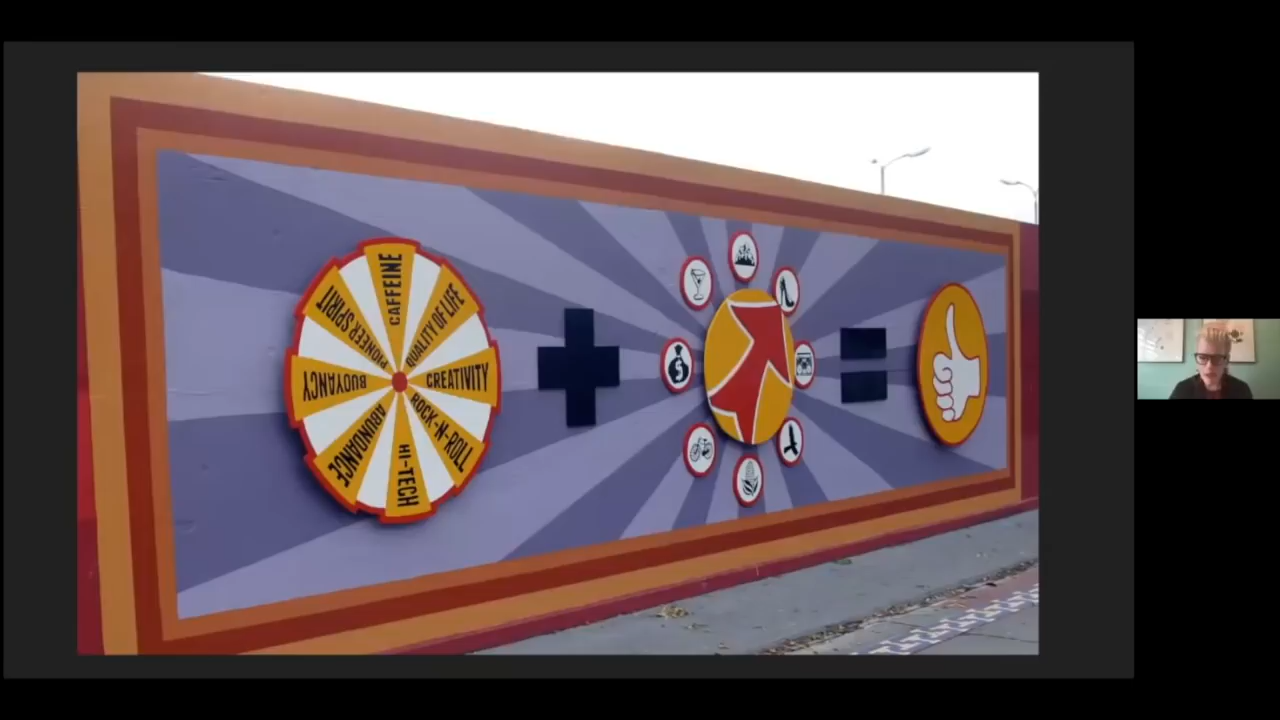 CAFFEINE
QUALITY OF LIFE
CREATIVITY
ROCK-N-ROLL
HI-TECH
ABUNDANCE
BUOYANCY
PIONEER SPIRIT
$